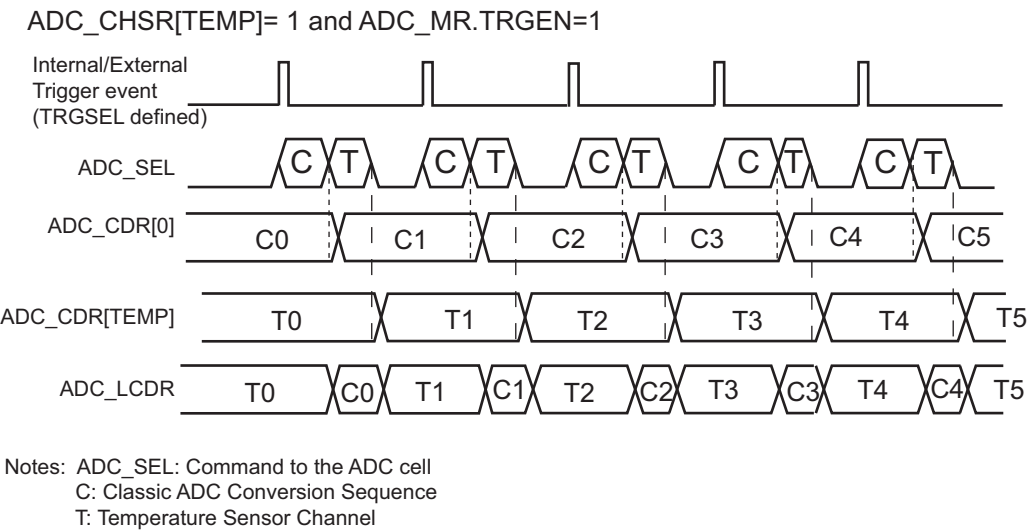 ADC_CHSR[TEMP]= 1 and ADC_MR.TRGEN=1
Internal/External
Trigger event
(TRGSEL defined)
ADC_SEL C T C T C T C T C T
ADC_CDR[0] C0 C1 C2 C3 C4 C5
ADC_CDR[TEMP] T0 T1 T2 T3 T4 T5
ADC_LCDR T0 C0 T1 C1 T2 C2 T3 C3 T4 C4 T5
Notes: ADC_SEL: Command to the ADC cell
C: Classic ADC Conversion Sequence
T: Temperature Sensor Channel